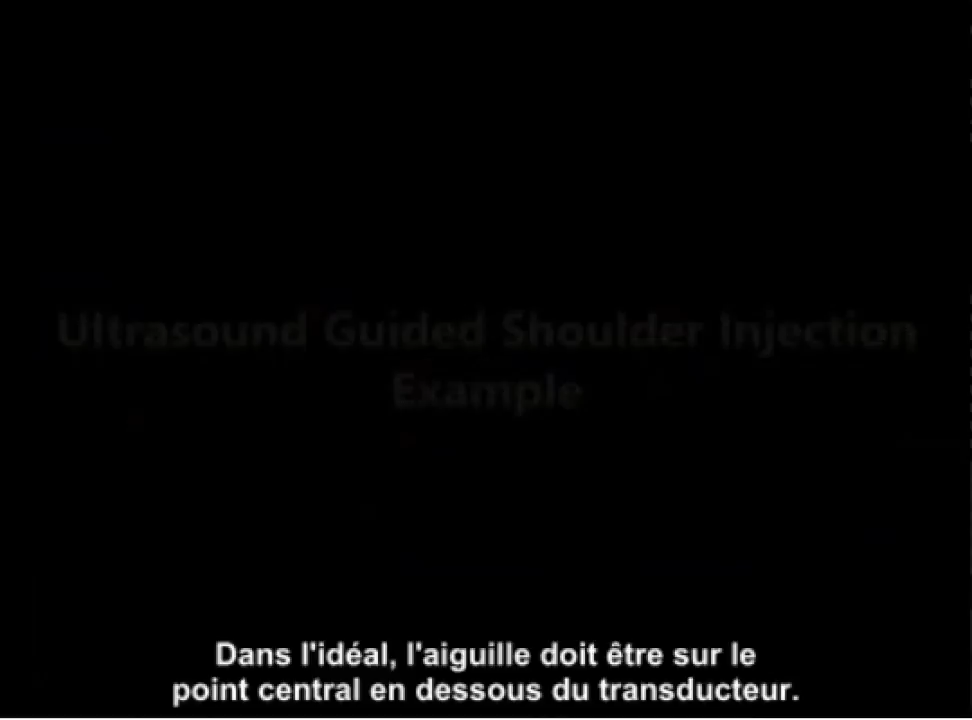 Ultrasound Guided Shoulder Injection
Example
Dans l'idéal, l'aiguille doit être sur le
point central en dessous du transducteur.